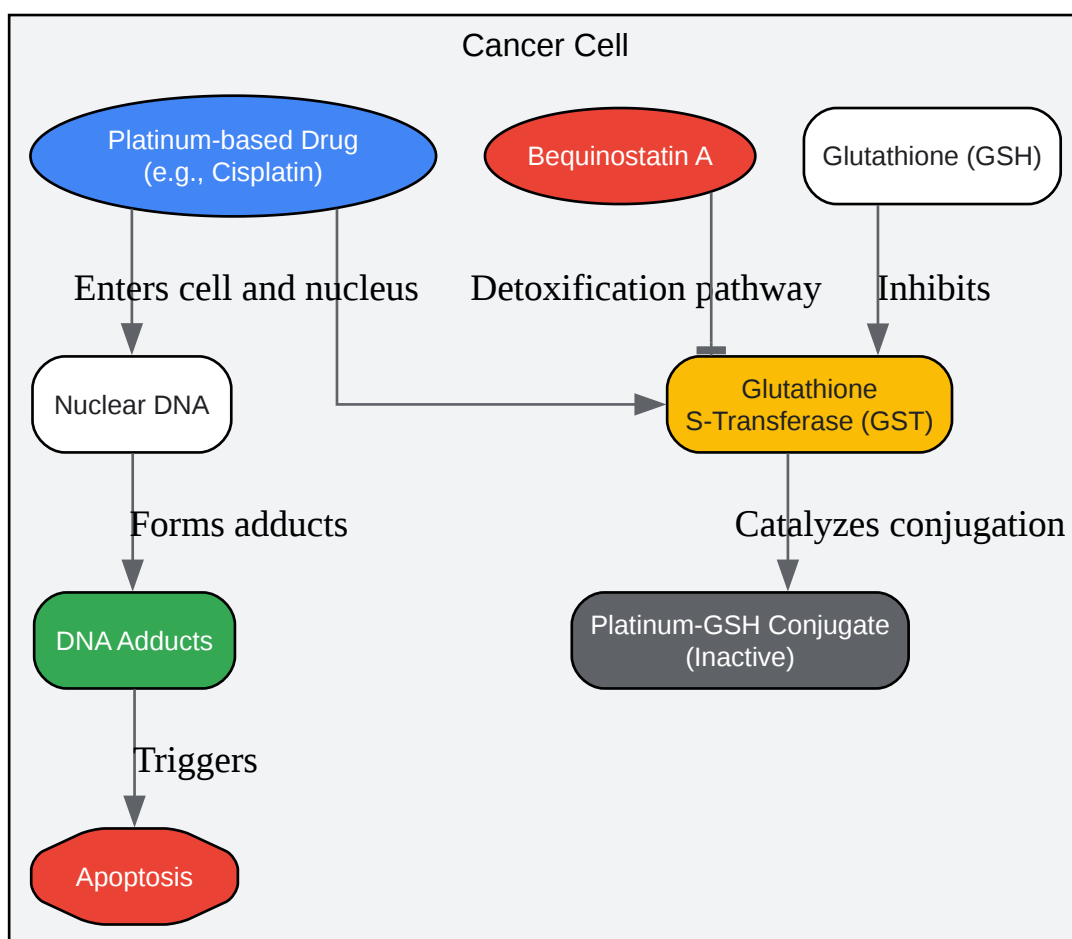 Cancer Cell
Platinum-based Drug
(e.g., Cisplatin)
Bequinostatin A
Glutathione (GSH)
Enters cell and nucleus
Detoxification pathway
Inhibits
Nuclear DNA
Glutathione
S-Transferase (GST)
Forms adducts
Catalyzes conjugation
DNA Adducts
Platinum-GSH Conjugate
(Inactive)
Triggers
Apoptosis